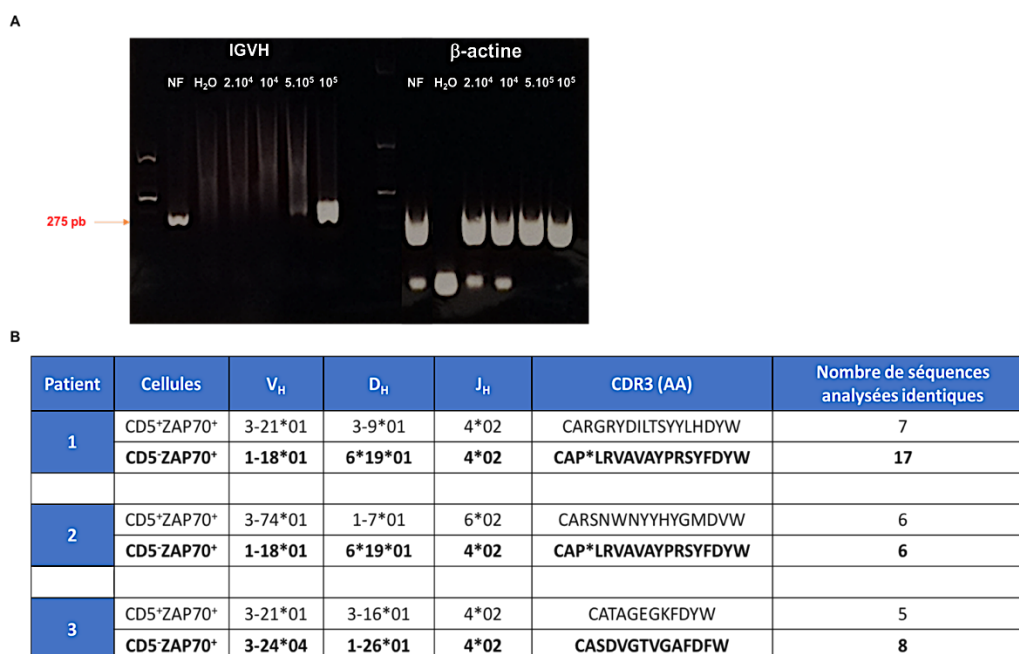 A
IGVH
β-actine
NF H₂O 2.10⁴ 10⁴ 5.10⁵ 10⁵
NF H₂O 2.10⁴ 10⁴ 5.10⁵ 10⁵
275 pb
B
Patient Cellules V_H D_H J_H CDR3 (AA) Nombre de séquences
analysées identiques
1
CD5⁺ZAP70⁺ 3-21*01 3-9*01 4*02 CARGRYDILTSYYLHDYW 7
CD5⁻ZAP70⁺ 1-18*01 6*19*01 4*02 CAP*LRVAVAYPRSYFDYW 17
2
CD5⁺ZAP70⁺ 3-74*01 1-7*01 6*02 CARSNWNYYHYGMDVW 6
CD5⁻ZAP70⁺ 1-18*01 6*19*01 4*02 CAP*LRVAVAYPRSYFDYW 6
3
CD5⁺ZAP70⁺ 3-21*01 3-16*01 4*02 CATAGEGKFDYW 5
CD5⁻ZAP70⁺ 3-24*04 1-26*01 4*02 CASDVGTVGAFDFW 8